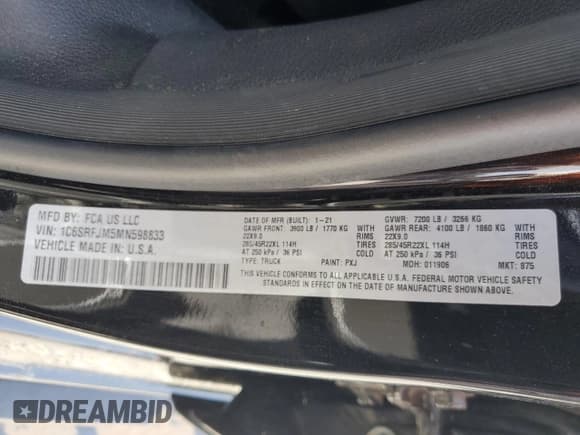 MFD BY: FCA US LLC
VIN: 1C6SRFJM5MN598833
VEHICLE MADE IN U.S.A.
DATE OF MFR (BUILT): 1-21
GAWR FRONT: 3900 LB / 1770 KG
22X9.0 RIMS
285/45R22XL 114H TIRES
AT 250 kPa / 36 PSI COLD
TYPE: TRUCK PAINT: PXJ
GVWR: 7200 LB / 3266 KG
GAWR REAR: 4100 LB / 1860 KG
22X9.0 RIMS
285/45R22XL 114H TIRES
AT 250 kPa / 36 PSI COLD
MDH: 011906 MKT: 875
THIS VEHICLE CONFORMS TO ALL APPLICABLE U.S.A. FEDERAL MOTOR VEHICLE SAFETY
STANDARDS IN EFFECT ON THE DATE OF MANUFACTURE SHOWN ABOVE.
DREAMBID